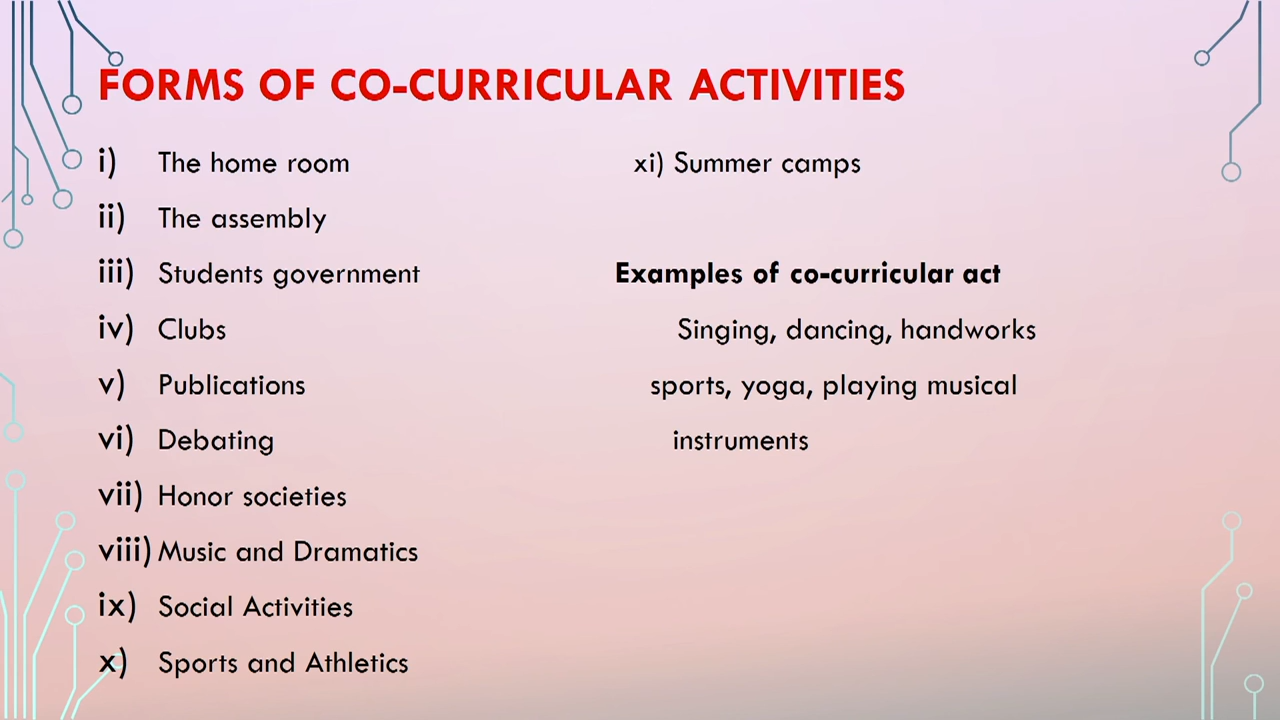 FORMS OF CO-CURRICULAR ACTIVITIES
i) The home room
ii) The assembly
iii) Students government
iv) Clubs
v) Publications
vi) Debating
vii) Honor societies
viii) Music and Dramatics
ix) Social Activities
x) Sports and Athletics
xi) Summer camps
Examples of co-curricular act
Singing, dancing, handworks
sports, yoga, playing musical
instruments